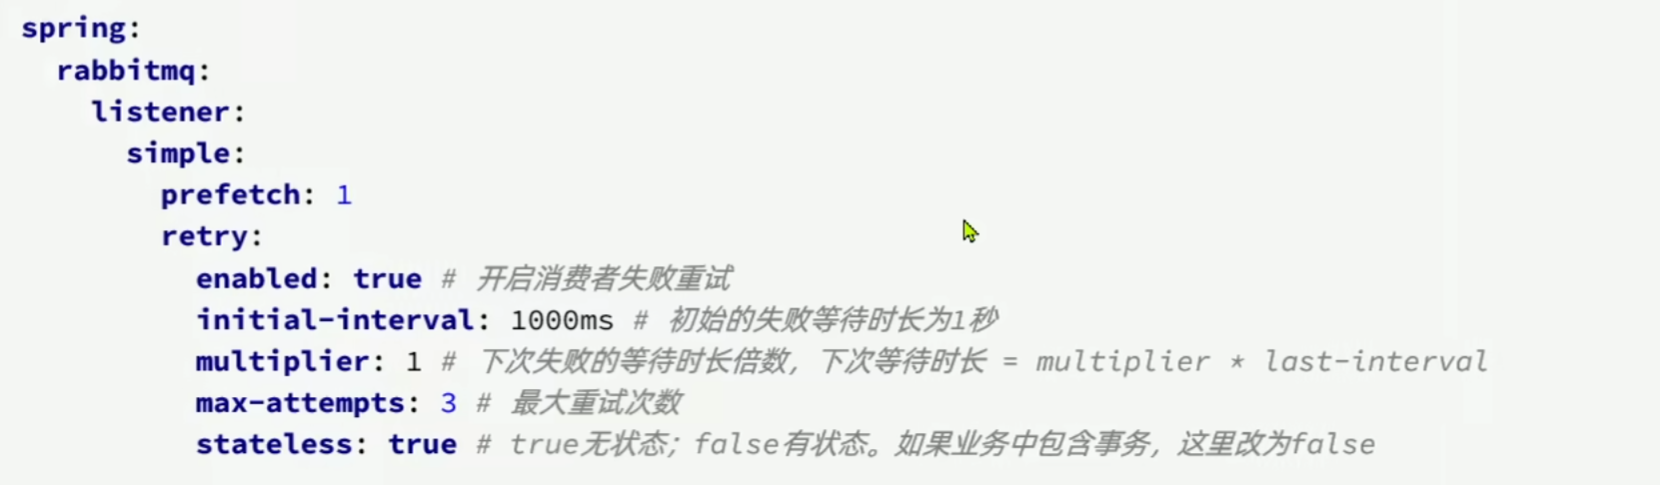 spring:
rabbitmq:
listener:
simple:
prefetch: 1
retry:
enabled: true # 开启消费者失败重试
initial-interval: 1000ms # 初始的失败等待时长为1秒
multiplier: 1 # 下次失败的等待时长倍数，下次等待时长 = multiplier * last-interval
max-attempts: 3 # 最大重试次数
stateless: true # true无状态；false有状态。如果业务中包含事务，这里改为false